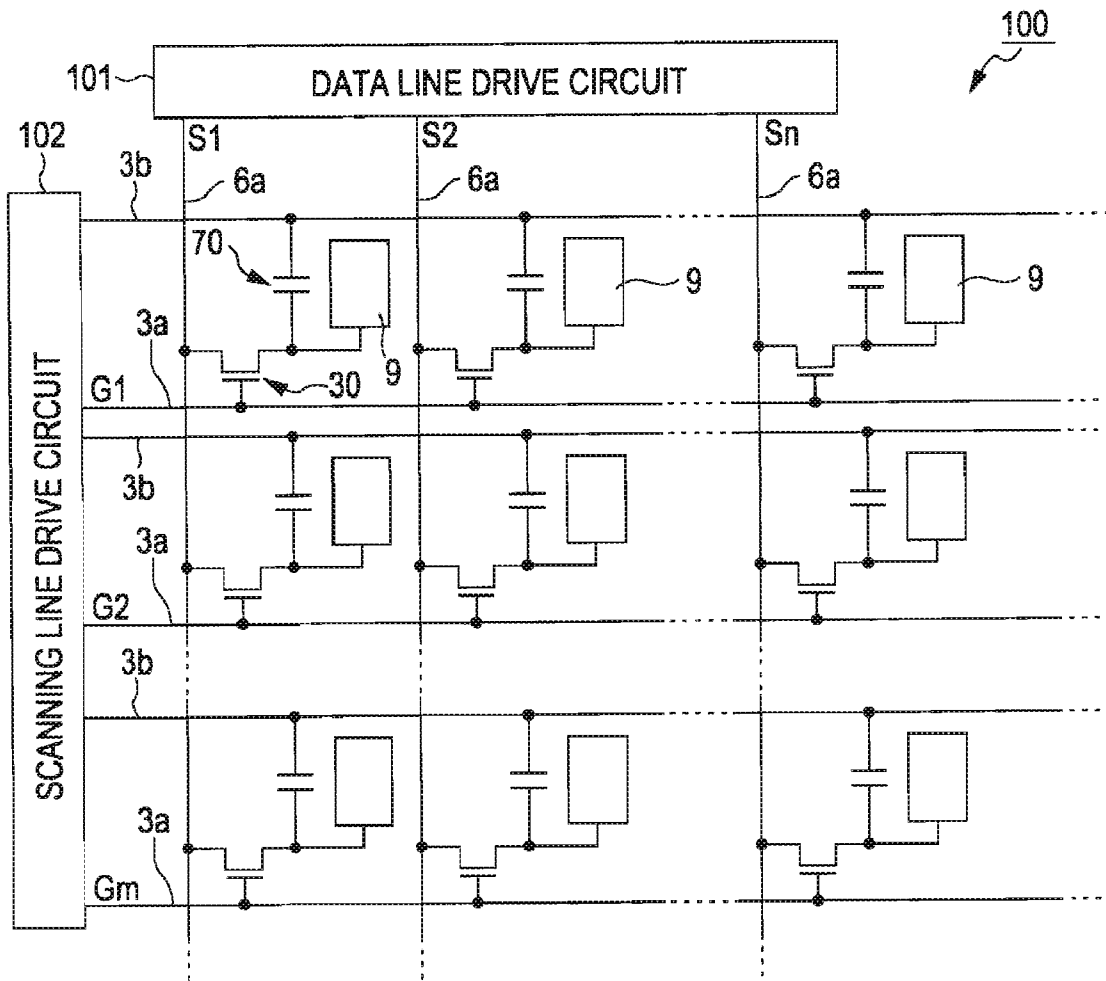 100
101
DATA LINE DRIVE CIRCUIT
102
S1
S2
Sn
3b
6a
6a
6a
70
9
9
3a
9
30
G1
SCANNING LINE DRIVE CIRCUIT
3b
3a
G2
3b
3a
Gm